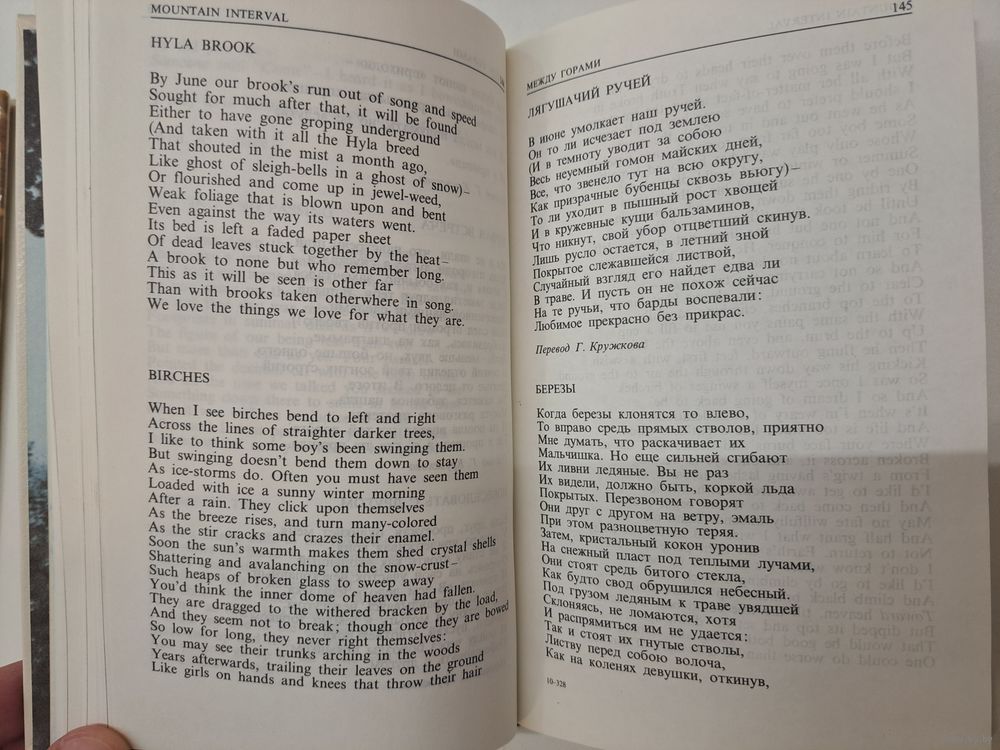 MOUNTAIN INTERVAL
HYLA BROOK
By June our brook's run out of song and speed
Sought for much after that, it will be found
Either to have gone groping underground
(And taken with it all the Hyla breed
That shouted in the mist a month ago,
Like ghost of sleigh-bells in a ghost of snow)–
Or flourished and come up in jewel-weed,
Weak foliage that is blown upon and bent
Even against the way its waters went.
Its bed is left a faded paper sheet
Of dead leaves stuck together by the heat–
A brook to none but who remember long.
This as it will be seen is other far
Than with brooks taken otherwhere in song.
We love the things we love for what they are.
BIRCHES
When I see birches bend to left and right
Across the lines of straighter darker trees,
I like to think some boy's been swinging them.
But swinging doesn't bend them down to stay
As ice-storms do. Often you must have seen them
Loaded with ice a sunny winter morning
After a rain. They click upon themselves
As the breeze rises, and turn many-colored
As the stir cracks and crazes their enamel.
Soon the sun's warmth makes them shed crystal shells
Shattering and avalanching on the snow-crust–
Such heaps of broken glass to sweep away
You'd think the inner dome of heaven had fallen.
They are dragged to the withered bracken by the load,
And they seem not to break; though once they are bowed
So low for long, they never right themselves:
You may see their trunks arching in the woods
Years afterwards, trailing their leaves on the ground
Like girls on hands and knees that throw their hair
145
МЕЖДУ ГОРАМИ
ЛЯГУШАЧИЙ РУЧЕЙ
В июне умолкает наш ручей.
Он то ли исчезает под землею
(И в темноту уводит за собою
Весь неуемный гомон майских дней,
Все, что звенело тут на всю округу,
Как призрачные бубенцы сквозь вьюгу)–
То ли уходит в пышный рост хвощей
И в кружевные кущи бальзаминов,
Что никнут, свой убор отцветший скинув.
Лишь русло остается, в летний зной
Покрытое слежавшейся листвой,
Случайный взгляд его найдет едва ли
В траве. И пусть он не похож сейчас
На те ручьи, что барды воспевали:
Любимое прекрасно без прикрас.
Перевод Г. Кружкова
БЕРЕЗЫ
Когда березы клонятся то влево,
То вправо средь прямых стволов, приятно
Мне думать, что раскачивает их
Мальчишка. Но еще сильней сгибают
Их ливни ледяные. Вы не раз
Их видели, должно быть, коркой льда
Покрытых. Перезвоном говорят
Они друг с другом на ветру, эмаль
При этом разноцветную теряя.
Затем, кристальный кокон уронив
На снежный пласт под теплыми лучами,
Они стоят средь битого стекла,
Как будто свод обрушился небесный.
Под грузом ледяным к траве увядшей
Склоняясь, не ломаются, хотя
И распрямиться им не удается:
Так и стоят их гнутые стволы,
Листву перед собою волоча,
Как на коленях девушки, откинув,
10-328